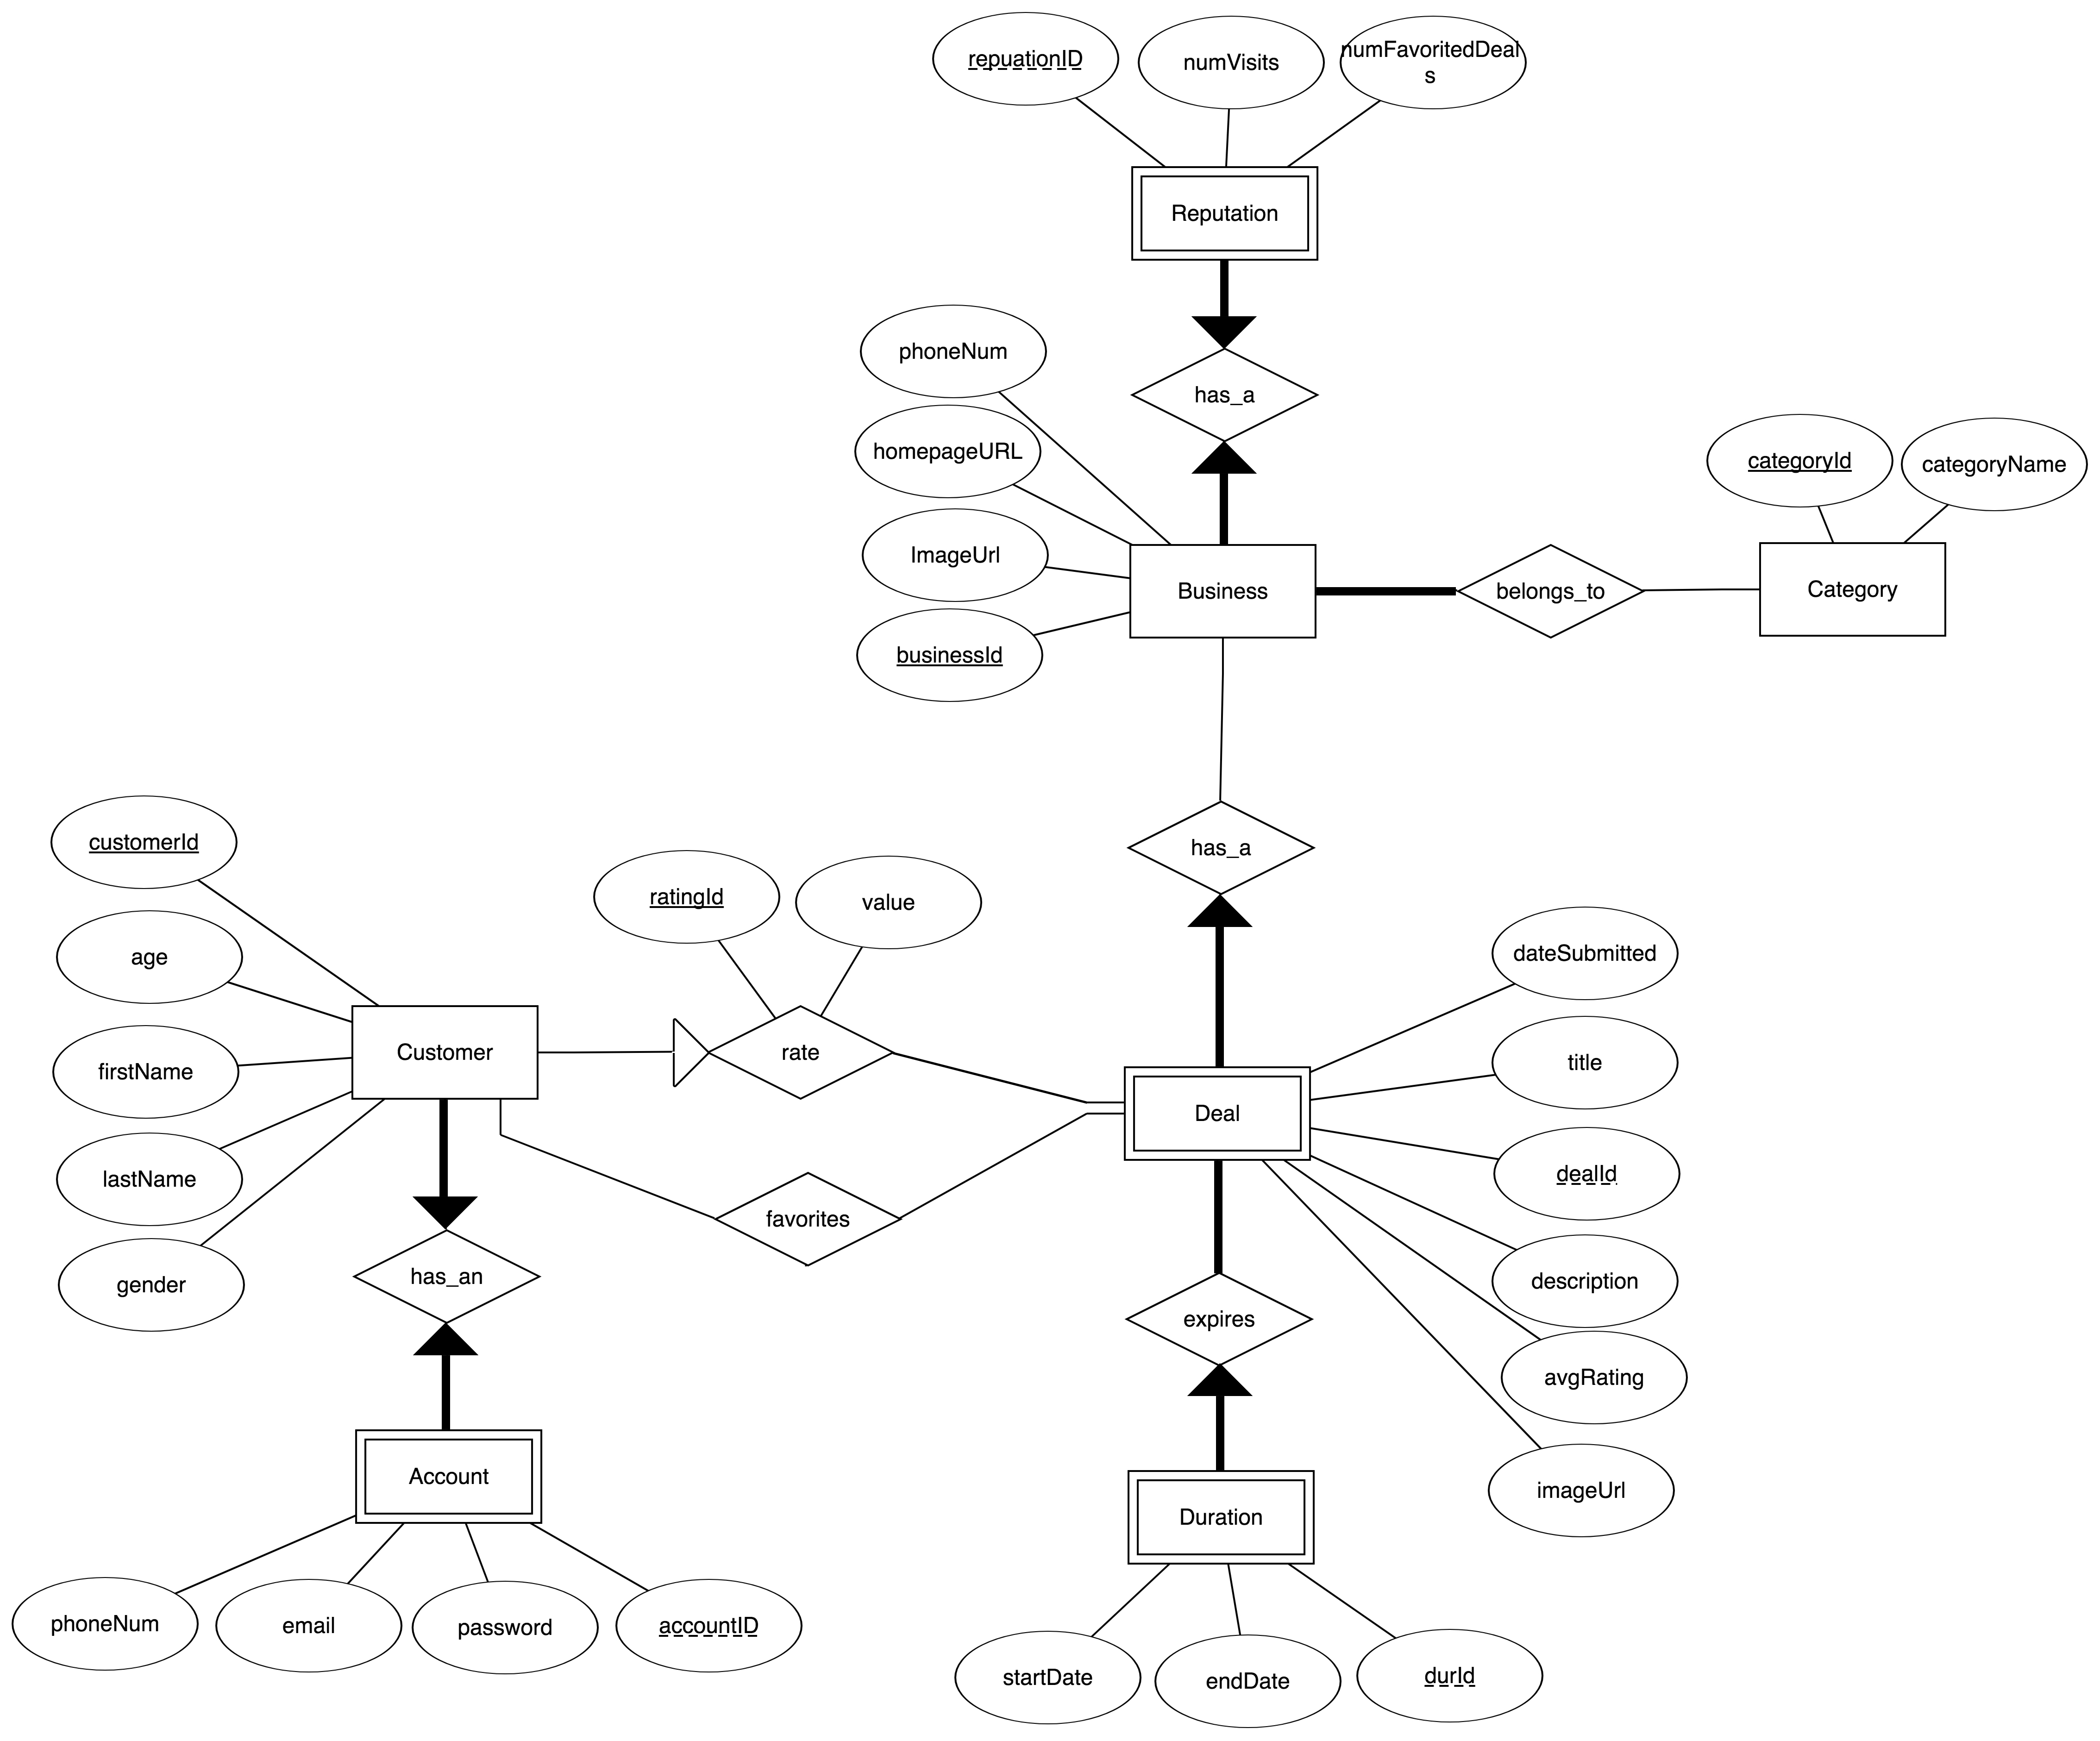 repuationID
numVisits
numFavoritedDeal
s
Reputation
has_a
phoneNum
homepageURL
ImageUrl
businessId
Business
belongs_to
categoryId
categoryName
Category
has_a
customerId
age
firstName
lastName
gender
Customer
ratingId
value
rate
favorites
has_an
Deal
dateSubmitted
title
dealId
description
avgRating
imageUrl
expires
Account
phoneNum
email
password
accountID
Duration
startDate
endDate
durId